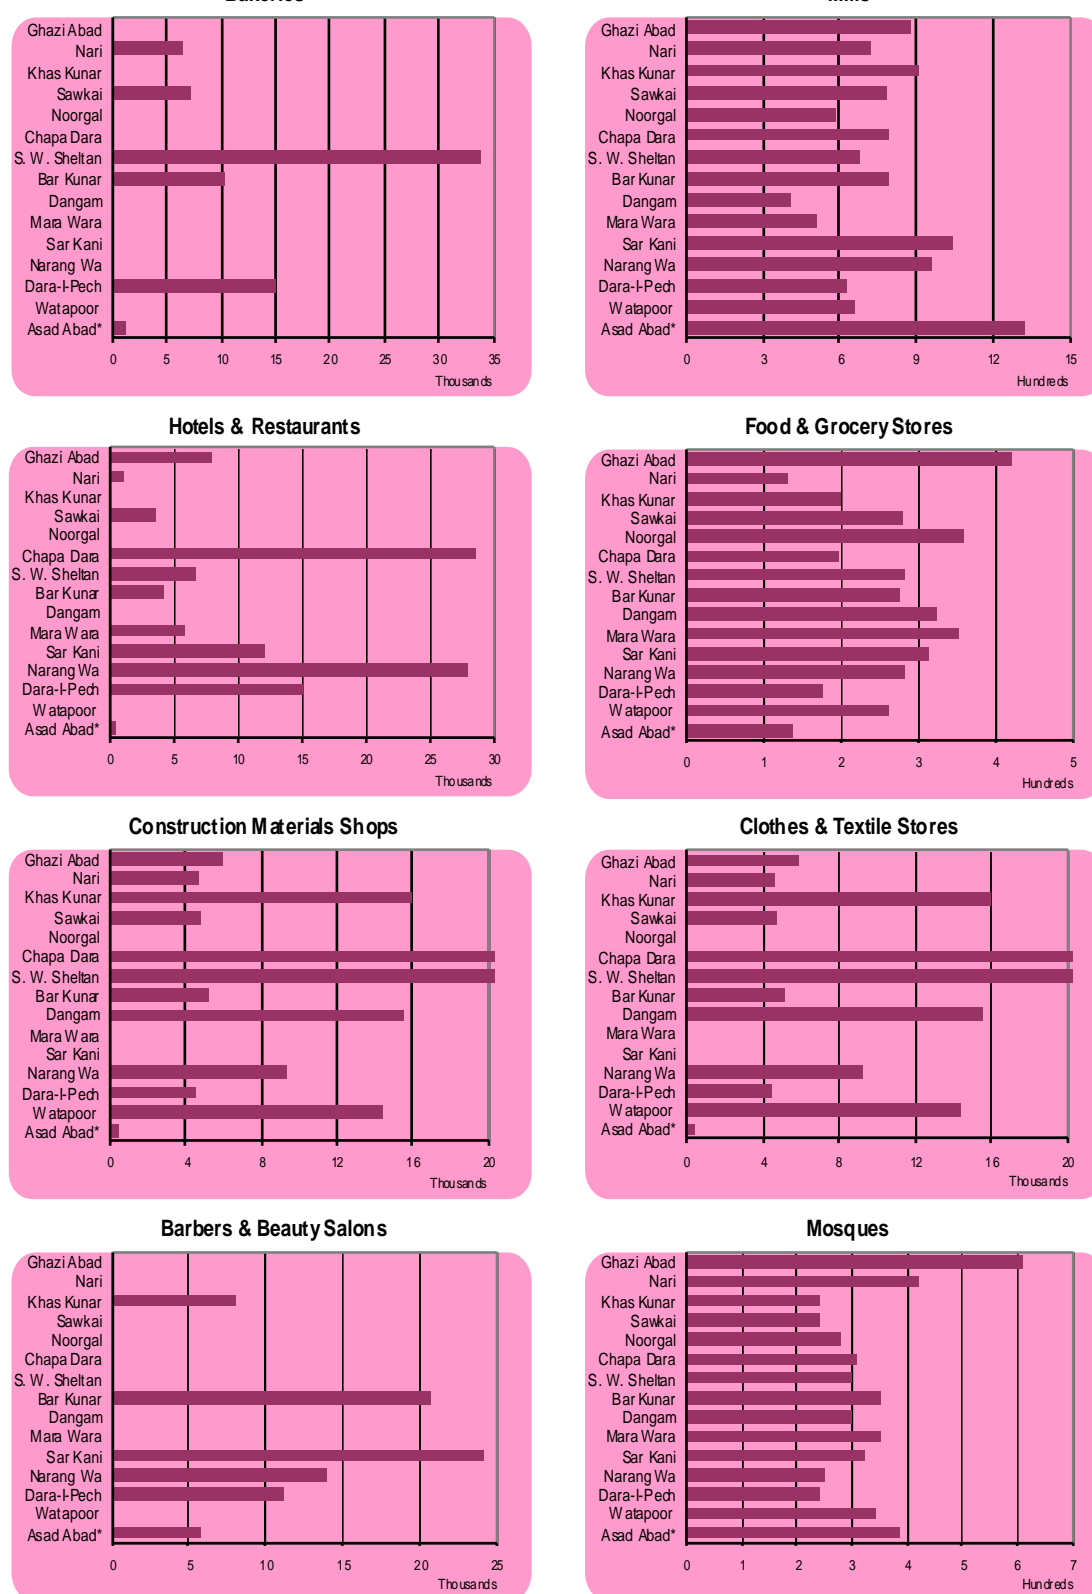 Bakeries
Ghazi Abad
Nari
Khas Kunar
Sawkai
Noorgal
Chapa Dara
S. W. Sheltan
Bar Kunar
Dangam
Mara Wara
Sar Kani
Narang Wa
Dara-I-Pech
Watapoor
Asad Abad*
0 5 10 15 20 25 30 35
Thousands
Mills
Ghazi Abad
Nari
Khas Kunar
Sawkai
Noorgal
Chapa Dara
S. W. Sheltan
Bar Kunar
Dangam
Mara Wara
Sar Kani
Narang Wa
Dara-I-Pech
Watapoor
Asad Abad*
0 3 6 9 12 15
Hundreds
Hotels & Restaurants
Ghazi Abad
Nari
Khas Kunar
Sawkai
Noorgal
Chapa Dara
S. W. Sheltan
Bar Kunar
Dangam
Mara Wara
Sar Kani
Narang Wa
Dara-I-Pech
Watapoor
Asad Abad*
0 5 10 15 20 25 30
Thousands
Food & Grocery Stores
Ghazi Abad
Nari
Khas Kunar
Sawkai
Noorgal
Chapa Dara
S. W. Sheltan
Bar Kunar
Dangam
Mara Wara
Sar Kani
Narang Wa
Dara-I-Pech
Watapoor
Asad Abad*
0 1 2 3 4 5
Hundreds
Construction Materials Shops
Ghazi Abad
Nari
Khas Kunar
Sawkai
Noorgal
Chapa Dara
S. W. Sheltan
Bar Kunar
Dangam
Mara Wara
Sar Kani
Narang Wa
Dara-I-Pech
Watapoor
Asad Abad*
0 4 8 12 16 20
Thousands
Clothes & Textile Stores
Ghazi Abad
Nari
Khas Kunar
Sawkai
Noorgal
Chapa Dara
S. W. Sheltan
Bar Kunar
Dangam
Mara Wara
Sar Kani
Narang Wa
Dara-I-Pech
Watapoor
Asad Abad*
0 4 8 12 16 20
Thousands
Barbers & Beauty Salons
Ghazi Abad
Nari
Khas Kunar
Sawkai
Noorgal
Chapa Dara
S. W. Sheltan
Bar Kunar
Dangam
Mara Wara
Sar Kani
Narang Wa
Dara-I-Pech
Watapoor
Asad Abad*
0 5 10 15 20 25
Thousands
Mosques
Ghazi Abad
Nari
Khas Kunar
Sawkai
Noorgal
Chapa Dara
S. W. Sheltan
Bar Kunar
Dangam
Mara Wara
Sar Kani
Narang Wa
Dara-I-Pech
Watapoor
Asad Abad*
0 1 2 3 4 5 6 7
Hundreds